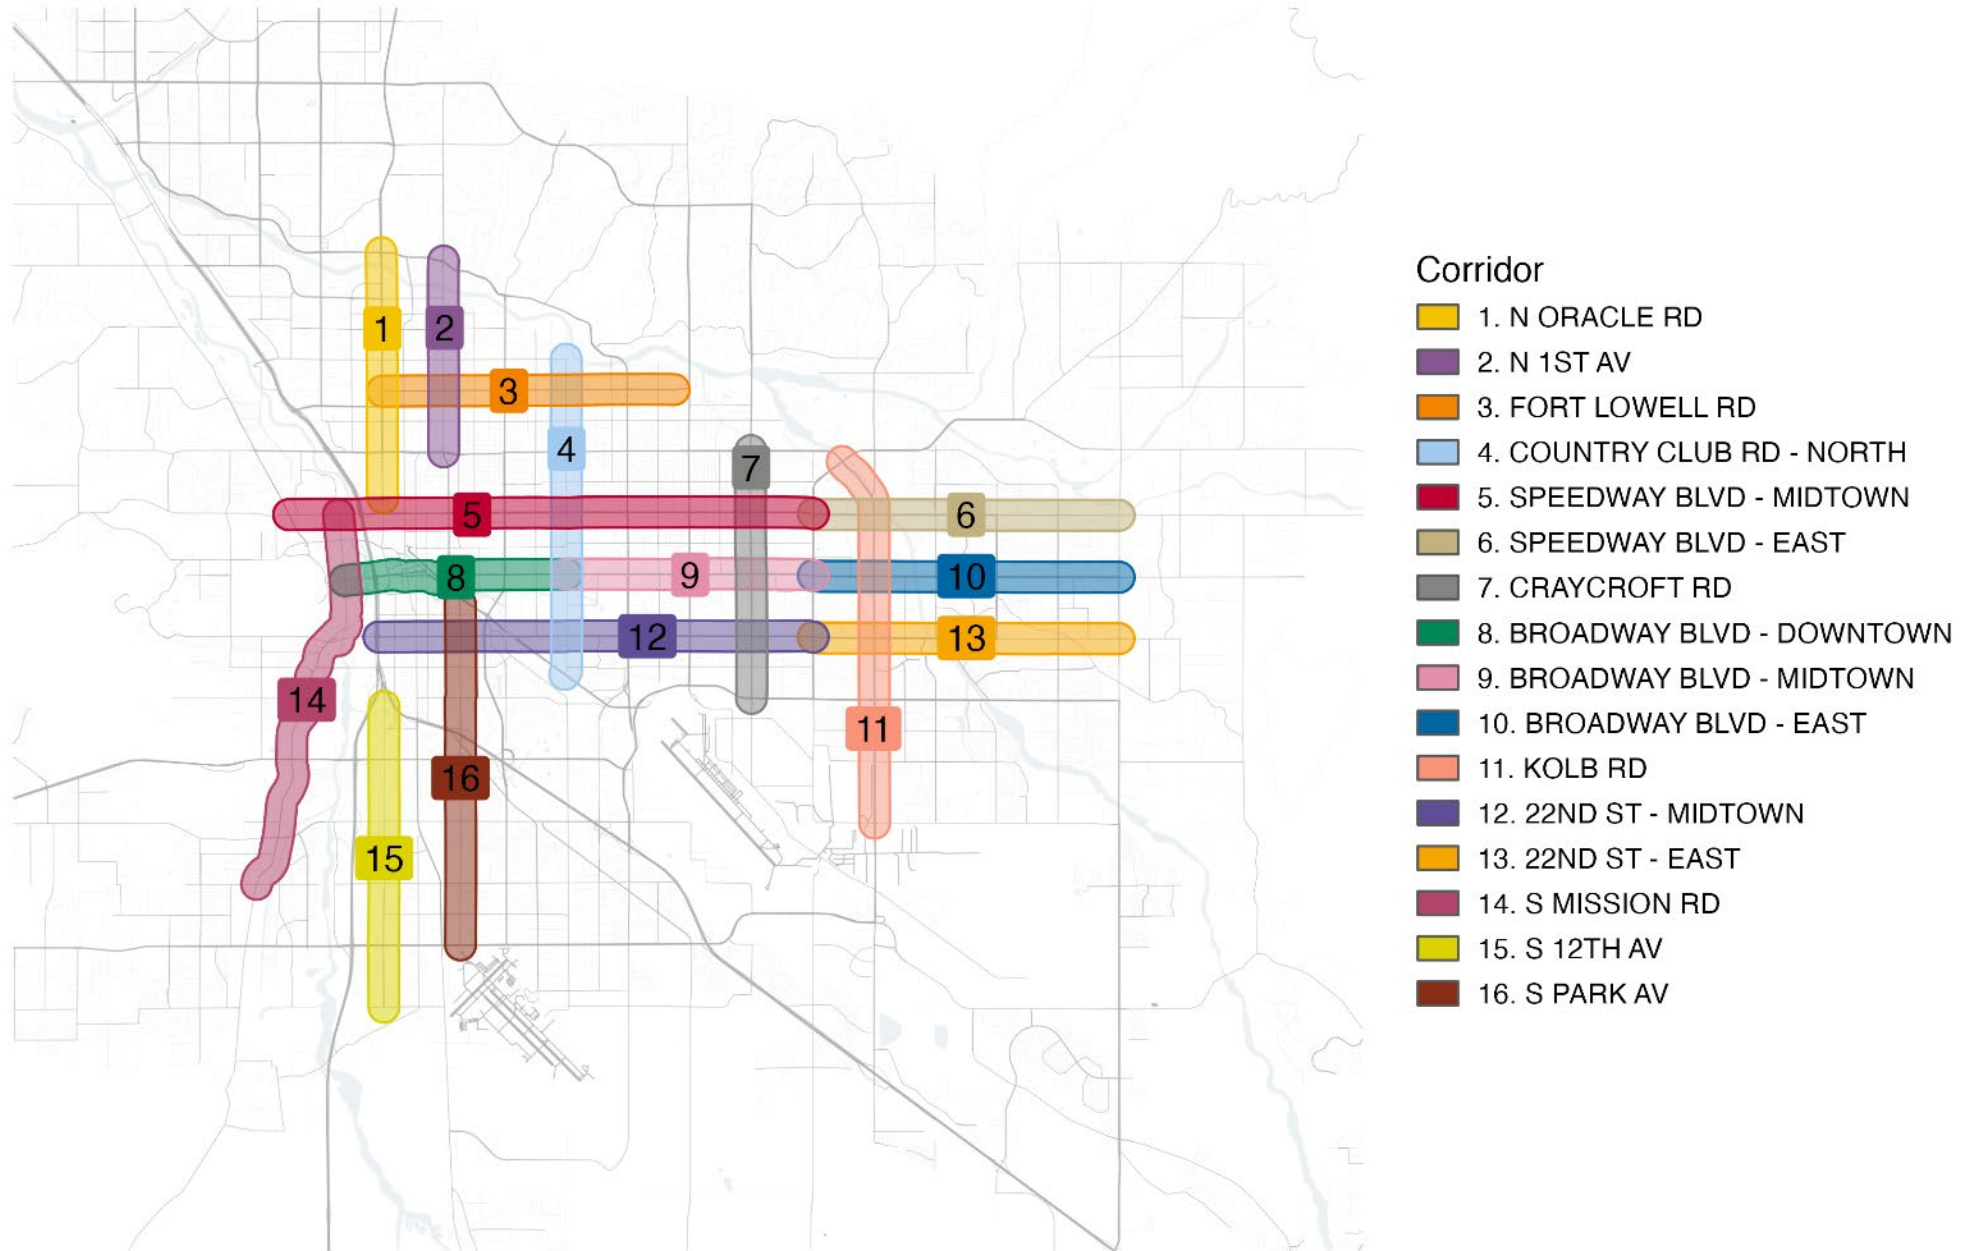 1
2
3
4
5
6
7
8
9
10
11
12
13
14
15
16
Corridor
1. N ORACLE RD
2. N 1ST AV
3. FORT LOWELL RD
4. COUNTRY CLUB RD - NORTH
5. SPEEDWAY BLVD - MIDTOWN
6. SPEEDWAY BLVD - EAST
7. CRAYCROFT RD
8. BROADWAY BLVD - DOWNTOWN
9. BROADWAY BLVD - MIDTOWN
10. BROADWAY BLVD - EAST
11. KOLB RD
12. 22ND ST - MIDTOWN
13. 22ND ST - EAST
14. S MISSION RD
15. S 12TH AV
16. S PARK AV